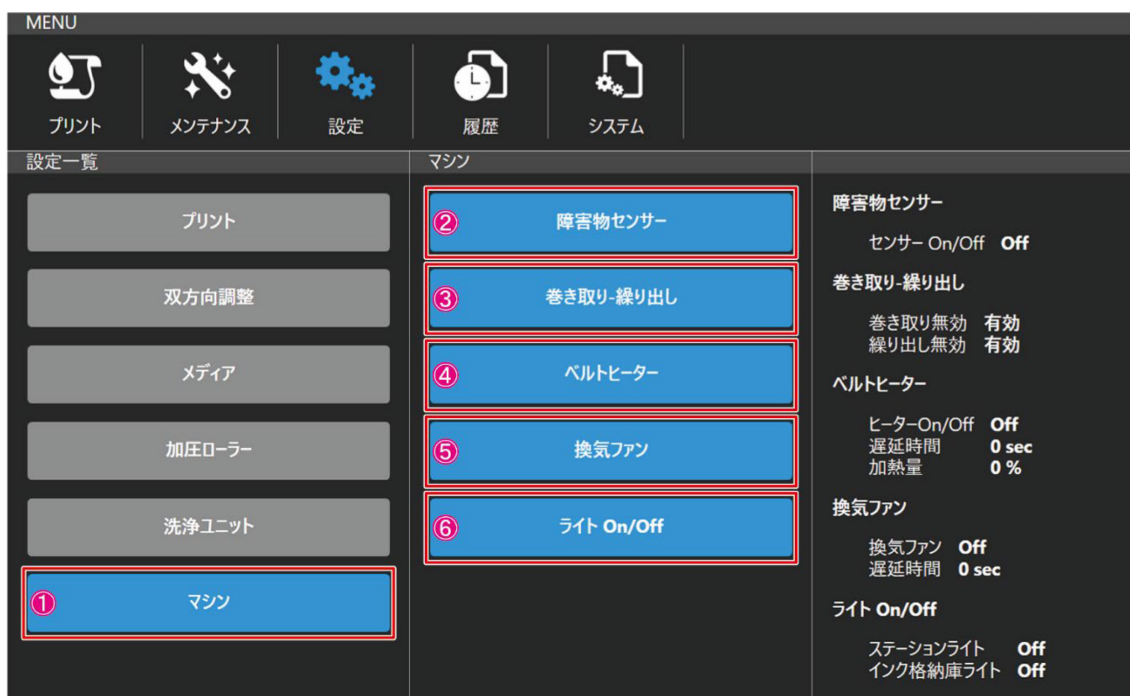 MENU
プリント
メンテナンス
設定
履歴
システム
設定一覧
プリント
双方向調整
メディア
加圧ローラー
洗浄ユニット
① マシン
マシン
② 障害物センサー
③ 巻き取り-繰り出し
④ ベルトヒーター
⑤ 換気ファン
⑥ ライト On/Off
障害物センサー
センサー On/Off Off
巻き取り-繰り出し
巻き取り無効 有効
繰り出し無効 有効
ベルトヒーター
ヒーターOn/Off Off
遅延時間 0 sec
加熱量 0 %
換気ファン
換気ファン Off
遅延時間 0 sec
ライト On/Off
ステーションライト Off
インク格納庫ライト Off